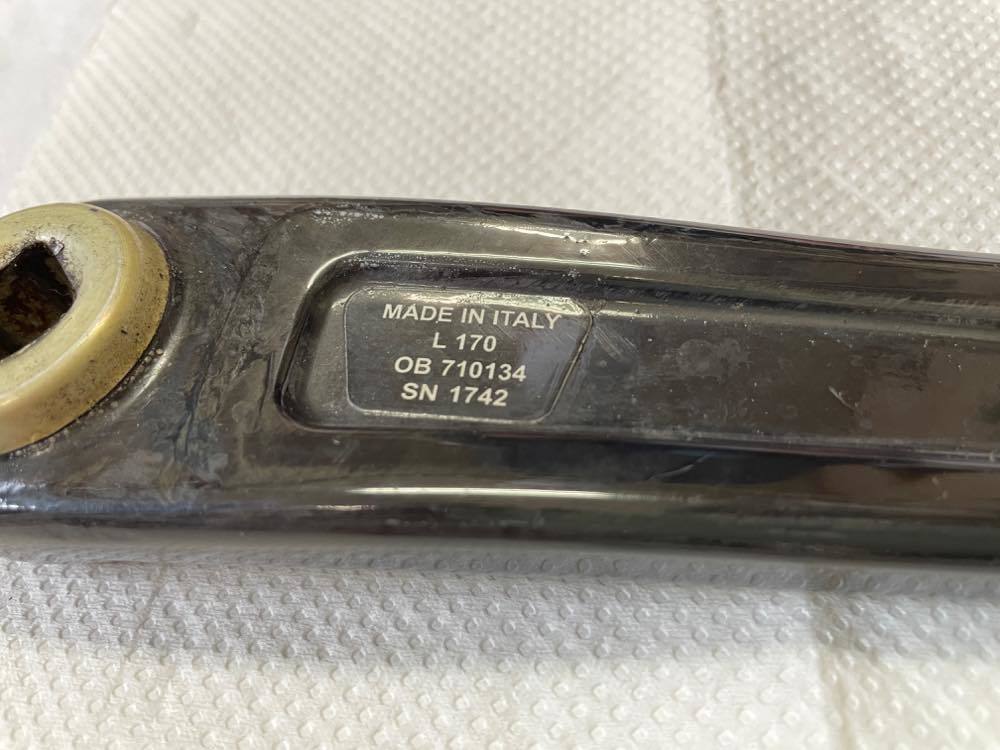 MADE IN ITALY
L 170
OB 710134
SN 1742